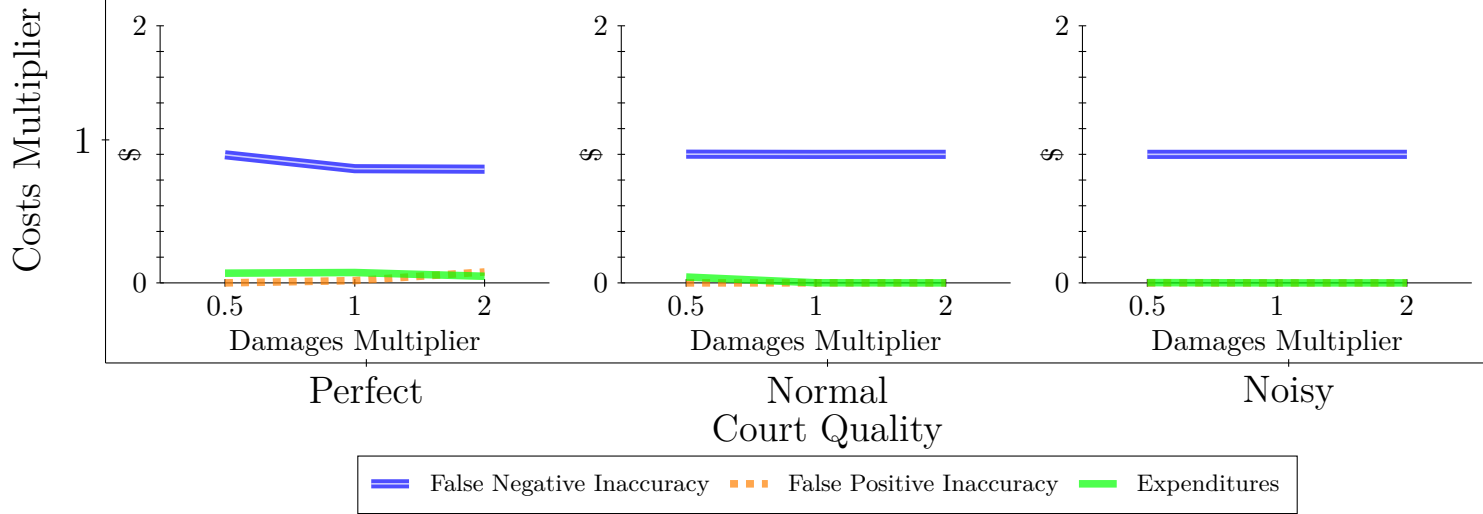 Costs Multiplier
1
2
$
0
0.5 1 2
Damages Multiplier
2
$
0
0.5 1 2
Damages Multiplier
2
$
0
0.5 1 2
Damages Multiplier
Perfect Normal Noisy
Court Quality
False Negative Inaccuracy False Positive Inaccuracy Expenditures